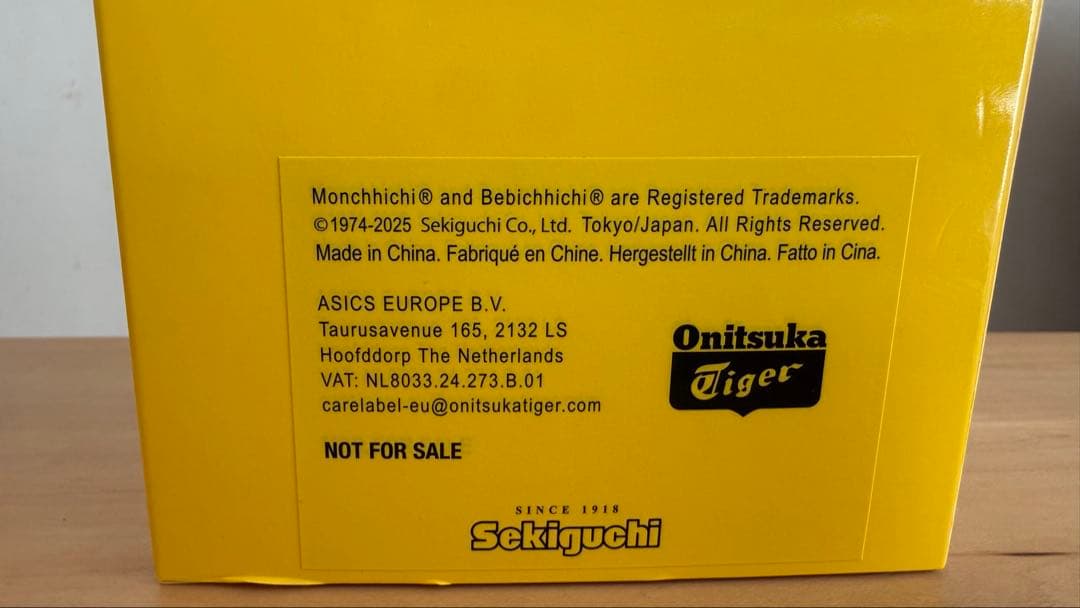 Monchhichi® and Bebichhichi® are Registered Trademarks.
©1974-2025 Sekiguchi Co., Ltd. Tokyo/Japan. All Rights Reserved.
Made in China. Fabriqué en Chine. Hergestellt in China. Fatto in Cina.
ASICS EUROPE B.V.
Taurusavenue 165, 2132 LS
Hoofddorp The Netherlands
VAT: NL8033.24.273.B.01
carelabel-eu@onitsukatiger.com
Onitsuka
Tiger
NOT FOR SALE
SINCE 1918
Sekiguchi